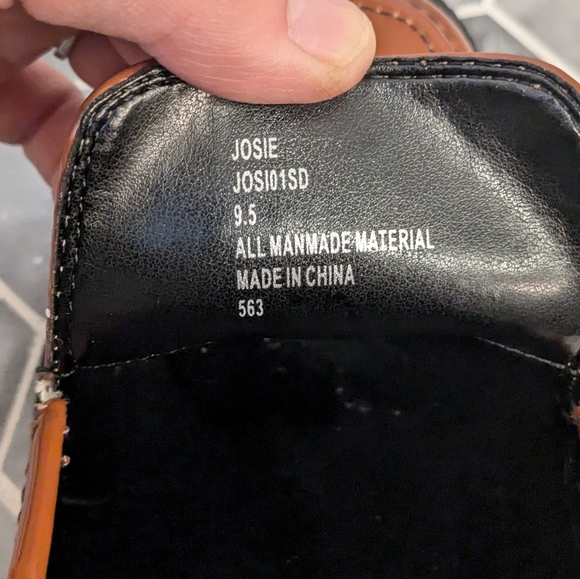 JOSIE
JOSI01SD
9.5
ALL MANMADE MATERIAL
MADE IN CHINA
563